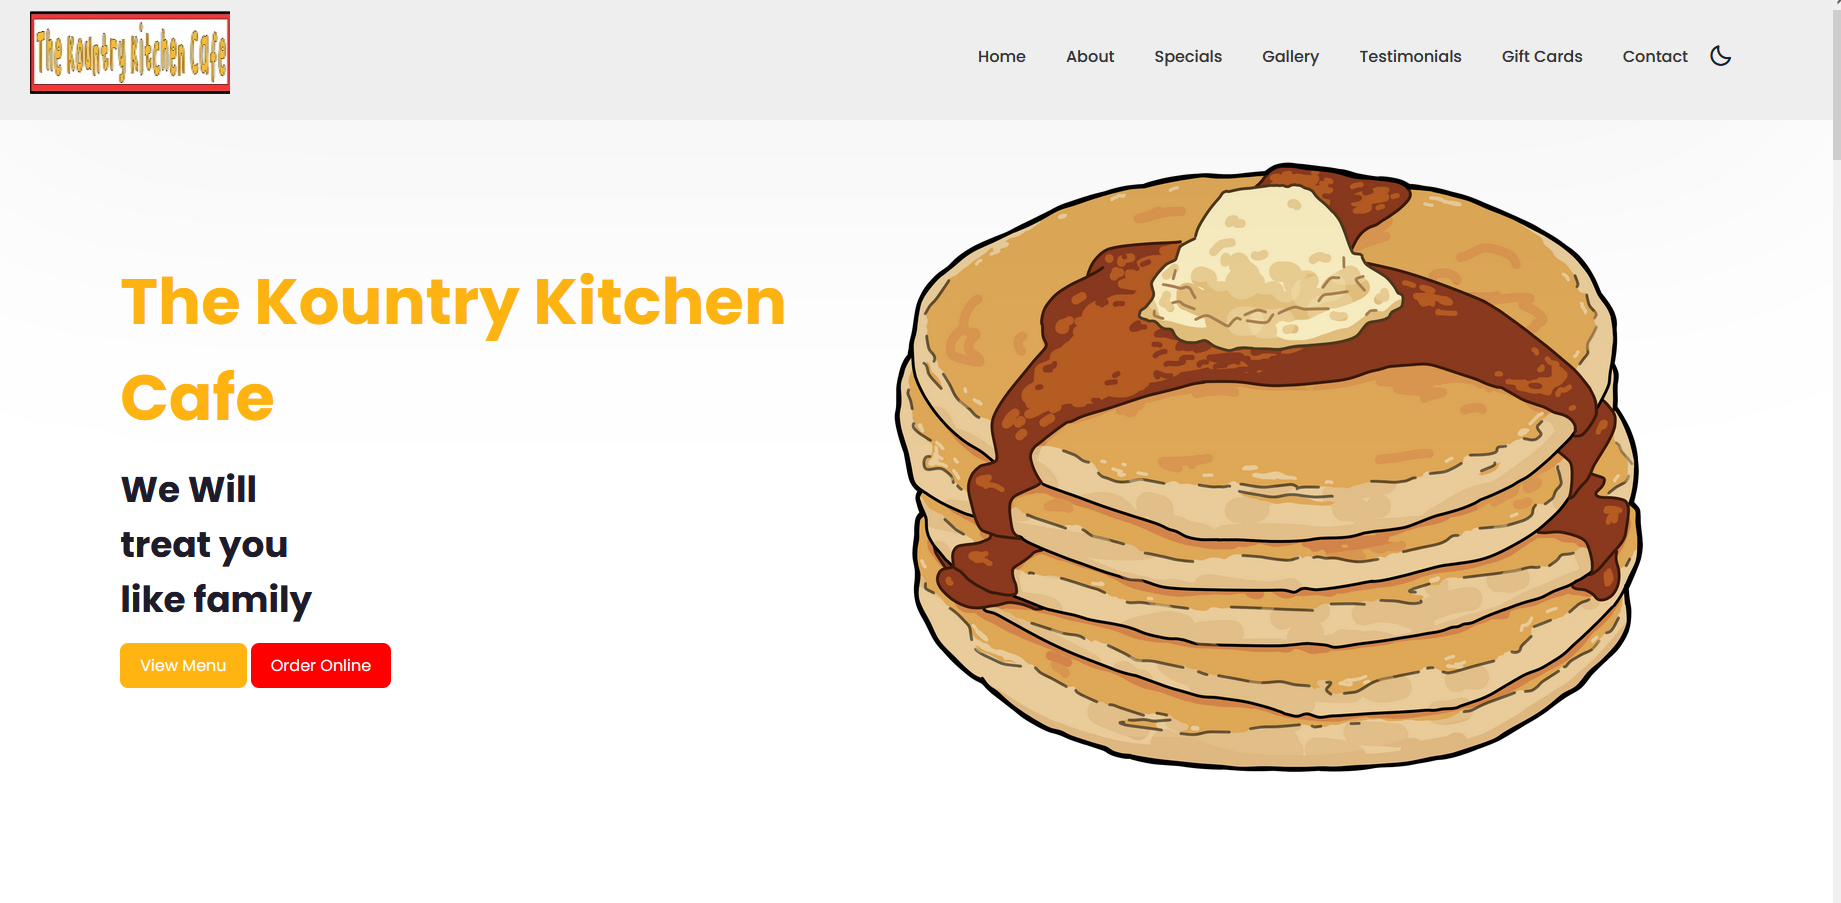 The Kountry Kitchen Cafe
Home About Specials Gallery Testimonials Gift Cards Contact
The Kountry Kitchen
Cafe
We Will
treat you
like family
View Menu Order Online